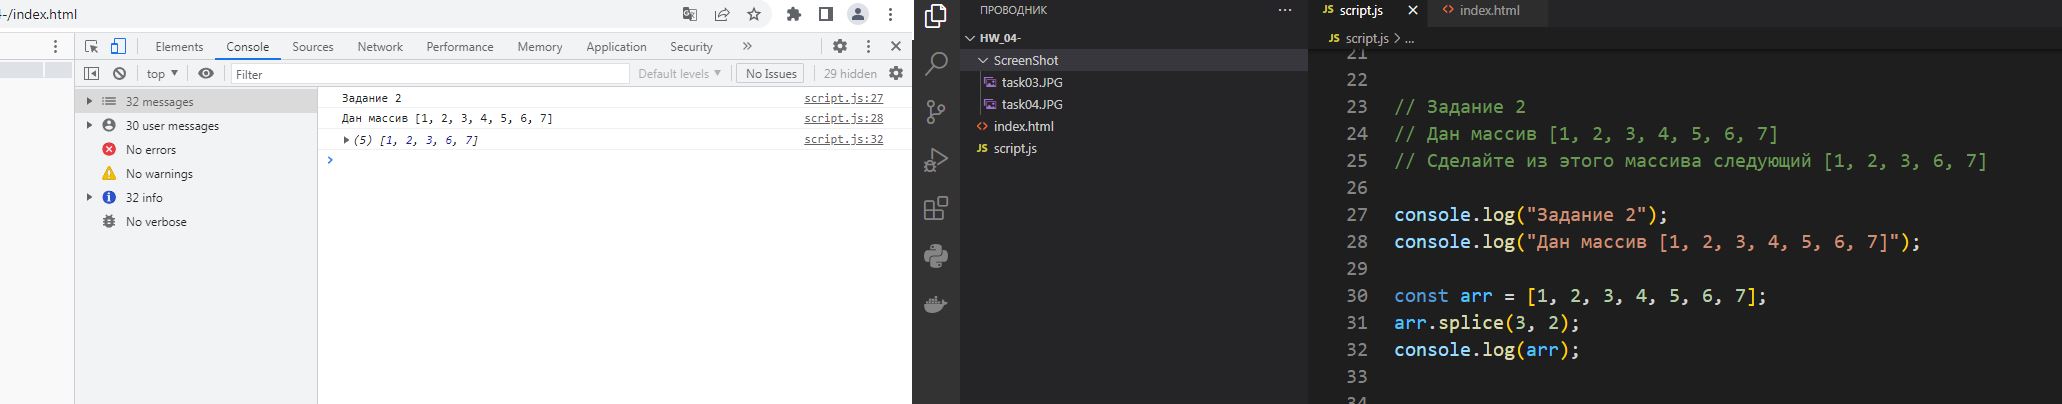 -/index.html
Elements Console Sources Network Performance Memory Application Security »
top ▼ Filter Default levels ▼ No Issues 29 hidden
32 messages
30 user messages
No errors
No warnings
32 info
No verbose
Задание 2 script.js:27
Дан массив [1, 2, 3, 4, 5, 6, 7] script.js:28
(5) [1, 2, 3, 6, 7] script.js:32
>
ПРОВОДНИК ...
HW_04-
ScreenShot
task03.JPG
task04.JPG
<> index.html
JS script.js
JS script.js × <> index.html
JS script.js > ...
21
22
23 // Задание 2
24 // Дан массив [1, 2, 3, 4, 5, 6, 7]
25 // Сделайте из этого массива следующий [1, 2, 3, 6, 7]
26
27 console.log("Задание 2");
28 console.log("Дан массив [1, 2, 3, 4, 5, 6, 7]");
29
30 const arr = [1, 2, 3, 4, 5, 6, 7];
31 arr.splice(3, 2);
32 console.log(arr);
33
34